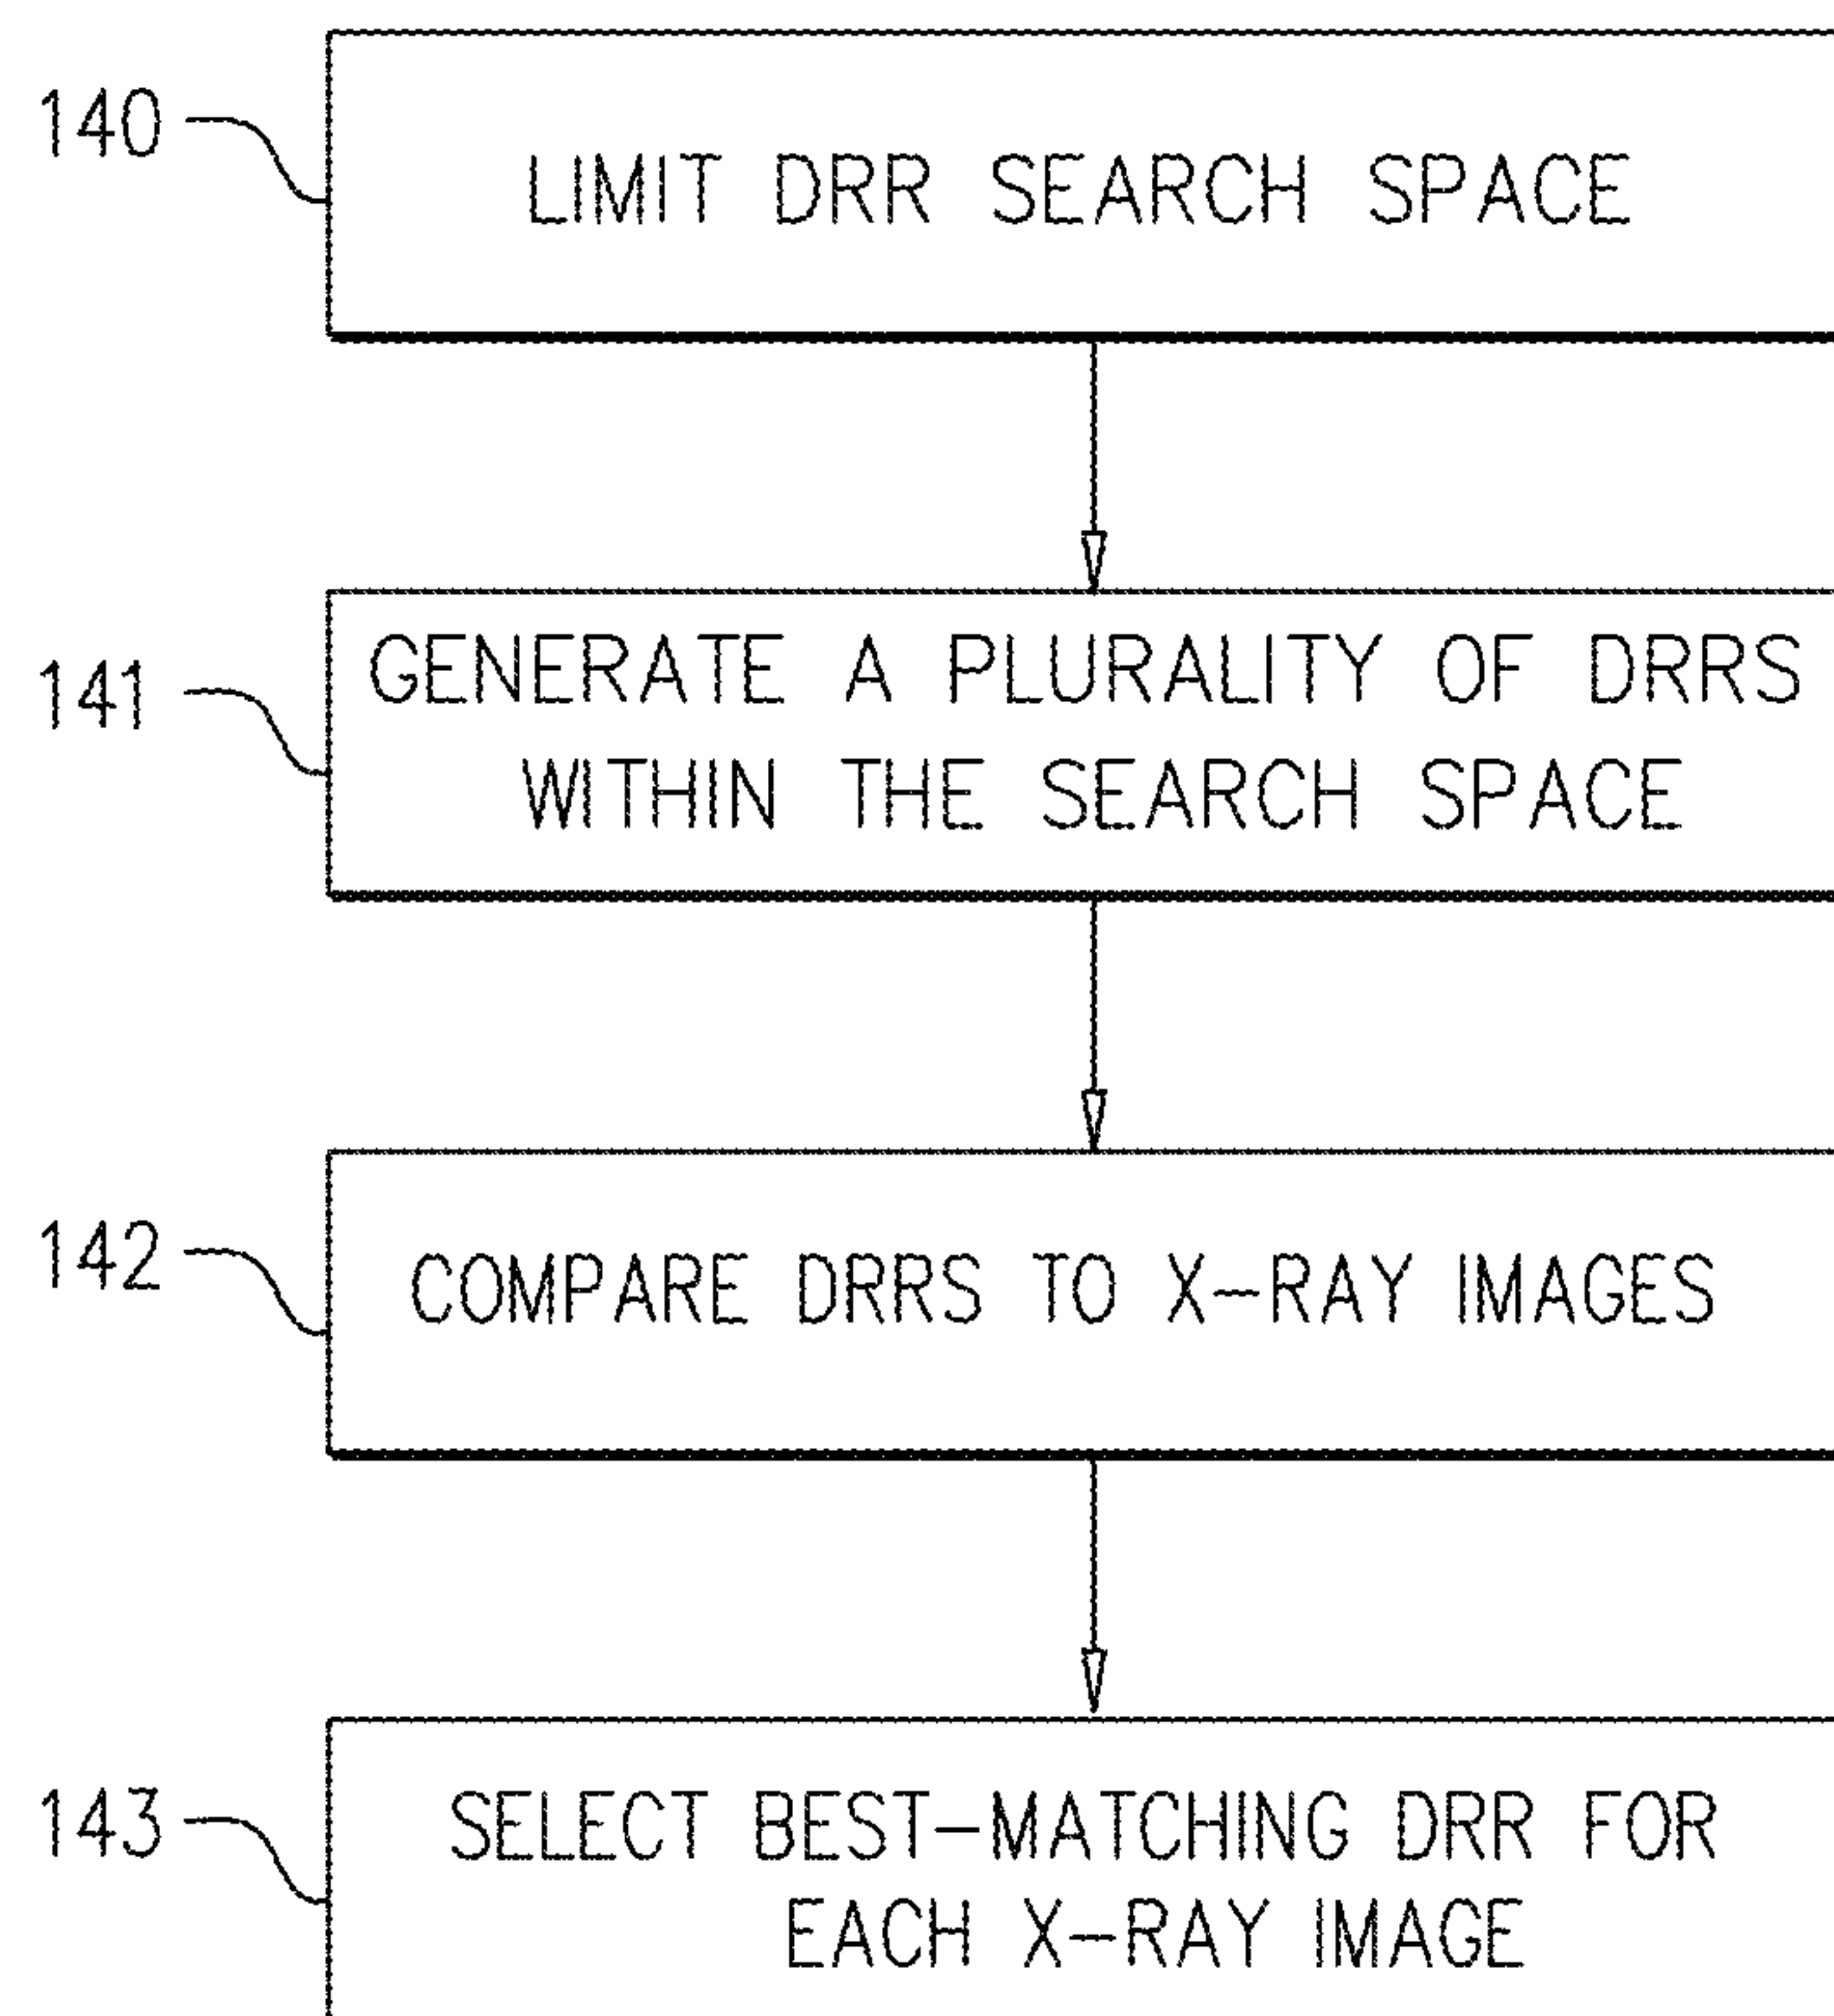 140
LIMIT DRR SEARCH SPACE
141
GENERATE A PLURALITY OF DRRS
WITHIN THE SEARCH SPACE
142
COMPARE DRRS TO X-RAY IMAGES
143
SELECT BEST-MATCHING DRR FOR
EACH X-RAY IMAGE